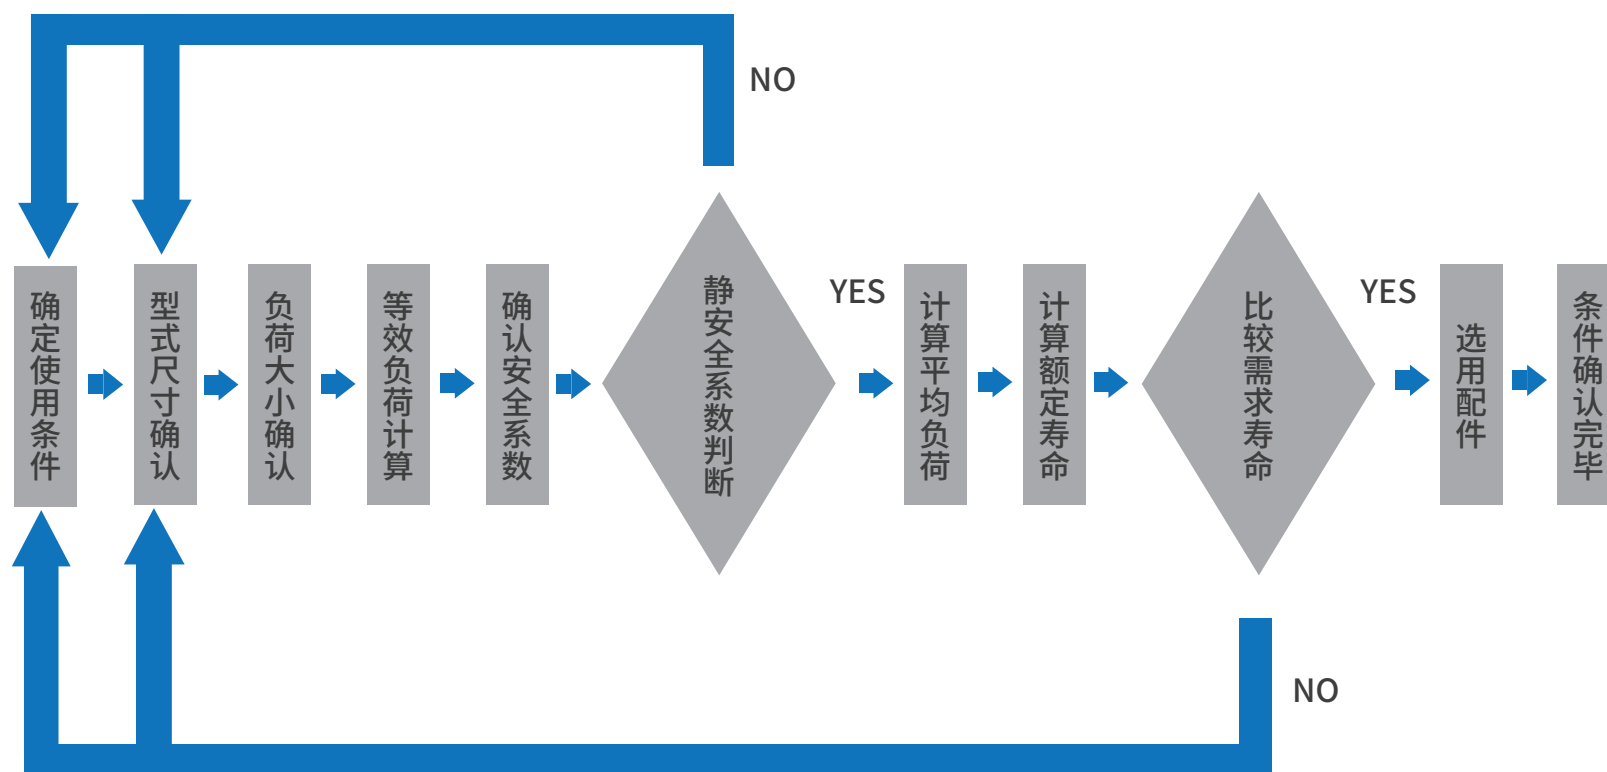 NO
确定使用条件
型式尺寸确认
负荷大小确认
等效负荷计算
确认安全系数
静安全系数判断
YES
计算平均负荷
计算额定寿命
比较需求寿命
YES
选用配件
条件确认完毕
NO